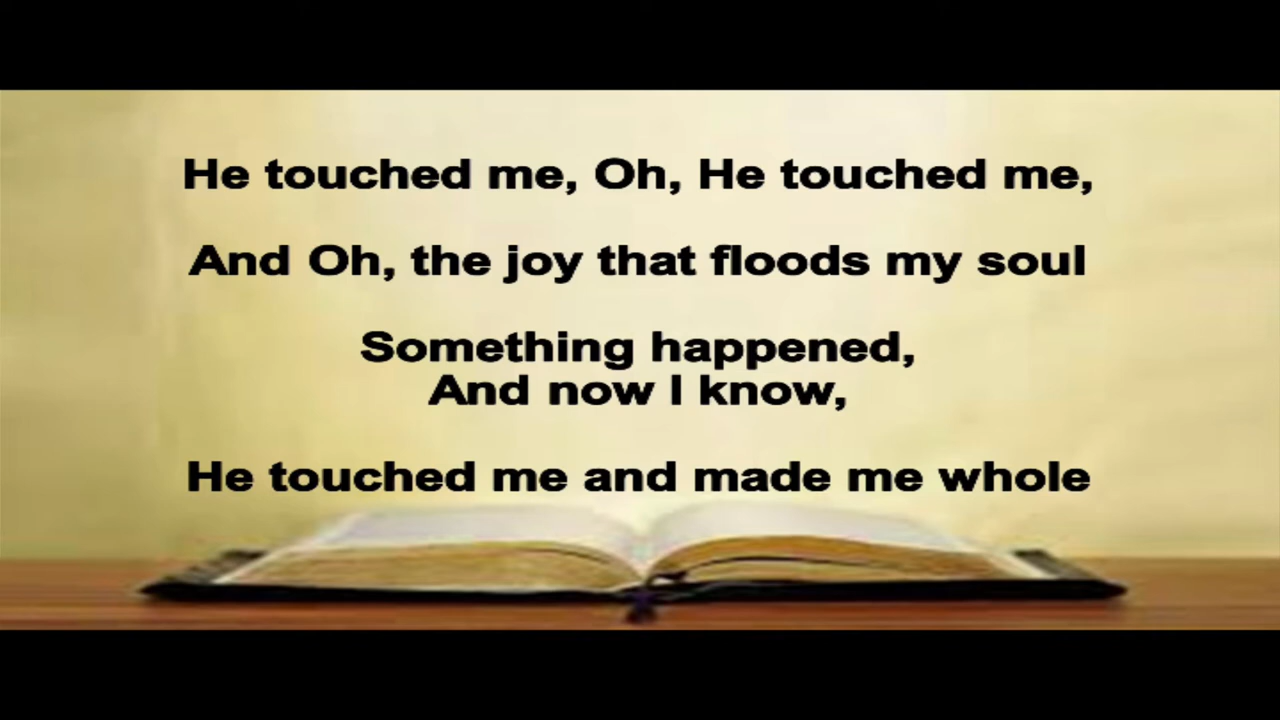 He touched me, Oh, He touched me,
And Oh, the joy that floods my soul
Something happened,
And now I know,
He touched me and made me whole